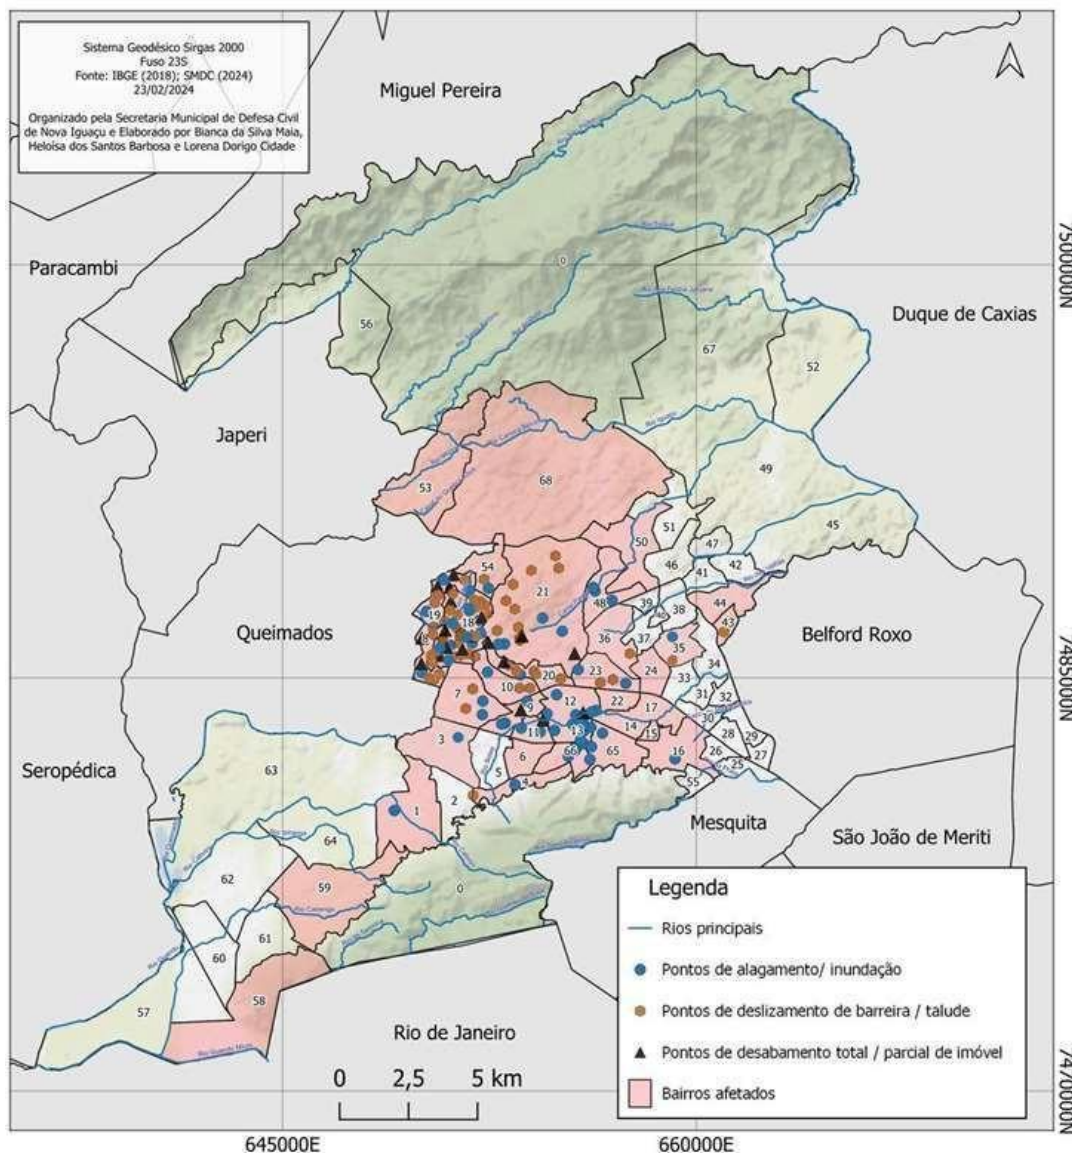 Sistema Geodésico Sirgas 2000
Fuso 23S
Fonte: IBGE (2018); SMDC (2024)
23/02/2024
Organizado pela Secretaria Municipal de Defesa Civil
de Nova Iguaçu e Elaborado por Bianca da Silva Maia,
Heloísa dos Santos Barbosa e Lorena Dorigo Cidade
Miguel Pereira
Paracambi
0
7500000N
Duque de Caxias
56
67
52
Japeri
53
68
49
45
51
50
47
46
41
42
54
21
48
39
38
40
44
43
19
18
8
Queimados
36
37
35
Belford Roxo
34
20
23
24
33
7485000N
7
10
31
32
12
22
17
30
9
3
11
13
14
15
28
29
Seropédica
63
6
66
65
16
26
27
5
25
4
55
2
1
Mesquita
64
São João de Meriti
62
59
0
61
60
57
58
Rio Guandu Mirim
Rio de Janeiro
Legenda
Rios principais
Pontos de alagamento/ inundação
Pontos de deslizamento de barreira / talude
Pontos de desabamento total / parcial de imóvel
Bairros afetados
0 2,5 5 km
7470000N
645000E
660000E